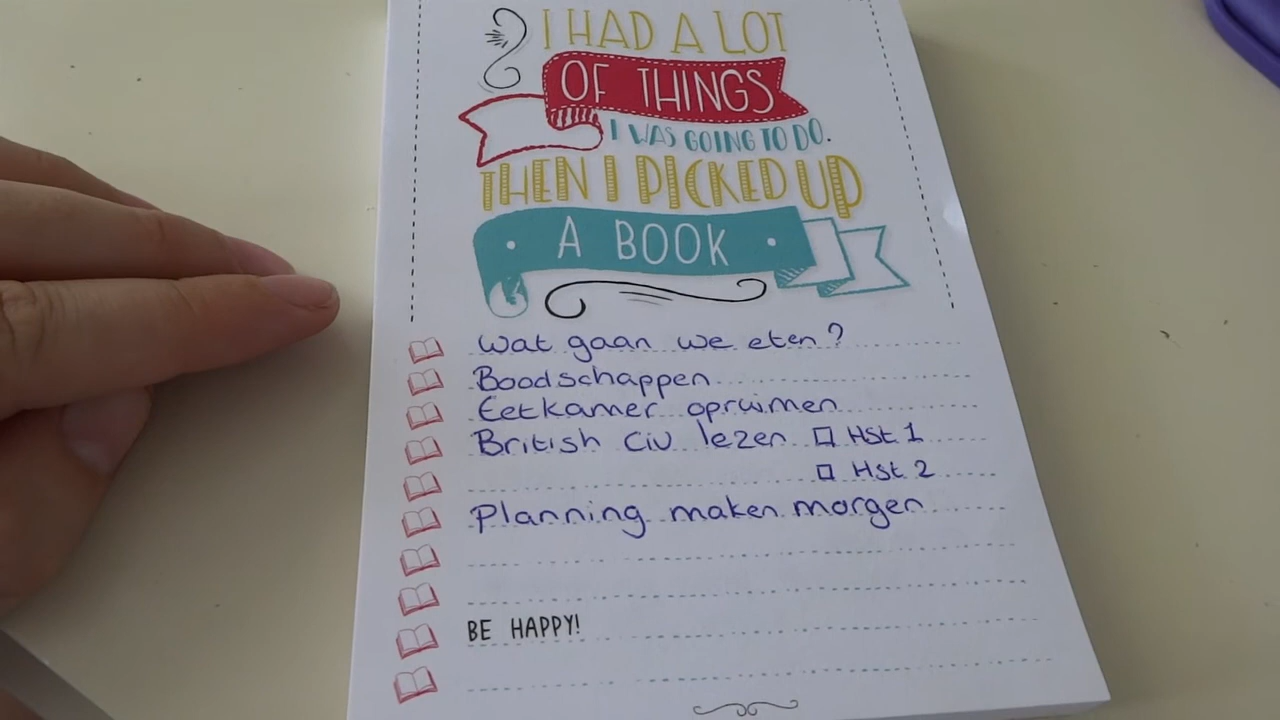 I HAD A LOT
OF THINGS
I WAS GOING TO DO.
THEN I PICKED UP
A BOOK
Wat gaan we eten?
Boodschappen
Eetkamer opruimen
British Civ lezen □ Hst 1
□ Hst 2
Planning maken morgen
BE HAPPY!